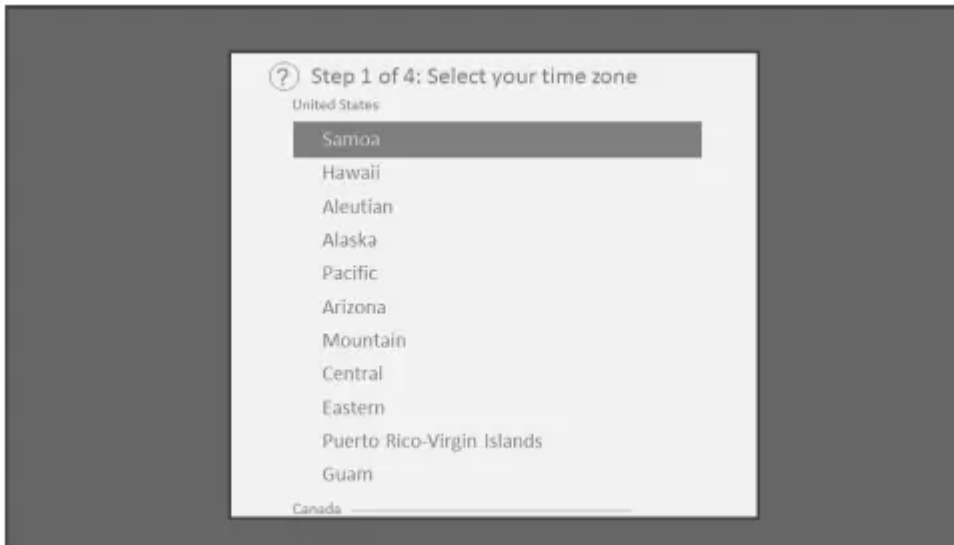 ? Step 1 of 4: Select your time zone
United States
Samoa
Hawaii
Aleutian
Alaska
Pacific
Arizona
Mountain
Central
Eastern
Puerto Rico-Virgin Islands
Guam
Canada